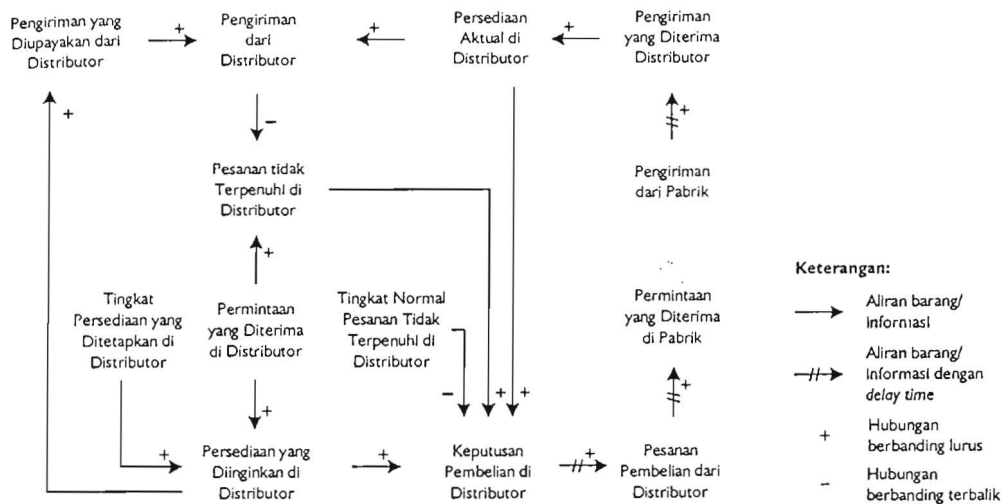 Pengiriman yang
Diupayakan dari
Distributor
+
Pengiriman
dari
Distributor
+
Persediaan
Aktual di
Distributor
+
Pengiriman
yang Diterima
Distributor
+
−
+
Pesanan tidak
Terpenuhi di
Distributor
Pengiriman
dari Pabrik
+
Tingkat
Persediaan yang
Ditetapkan di
Distributor
Permintaan
yang Diterima
di Distributor
Tingkat Normal
Pesanan Tidak
Terpenuhi di
Distributor
Permintaan
yang Diterima
di Pabrik
+
−
+
+
+
+
Persediaan yang
Diinginkan di
Distributor
+
Keputusan
Pembelian di
Distributor
+
Pesanan
Pembelian dari
Distributor
Keterangan:
Aliran barang/
informasi
Aliran barang/
informasi dengan
delay time
+
Hubungan
berbanding lurus
−
Hubungan
berbanding terbalik